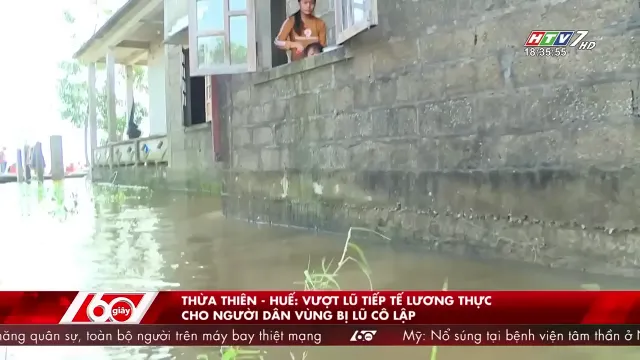 HTV7 HD
18:35:55
60 giây
THỪA THIÊN - HUẾ: VƯỢT LŨ TIẾP TẾ LƯƠNG THỰC
CHO NGƯỜI DÂN VÙNG BỊ LŨ CÔ LẬP
năng quân sự, toàn bộ người trên máy bay thiệt mạng 60 giây Mỹ: Nổ súng tại bệnh viện tâm thần ở